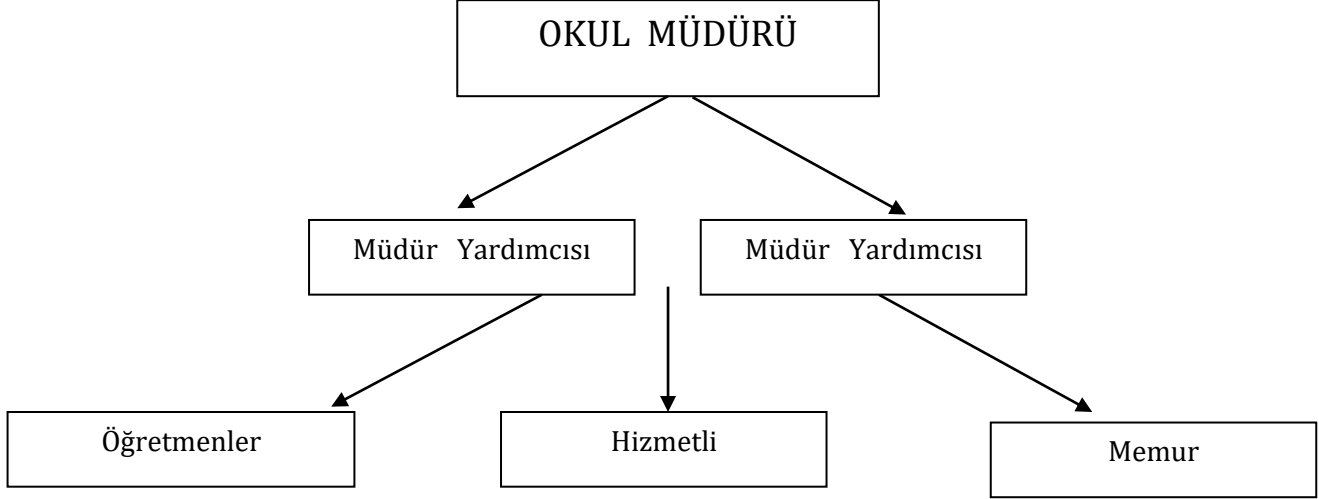 OKUL MÜDÜRÜ
Müdür Yardımcısı
Müdür Yardımcısı
Öğretmenler
Hizmetli
Memur